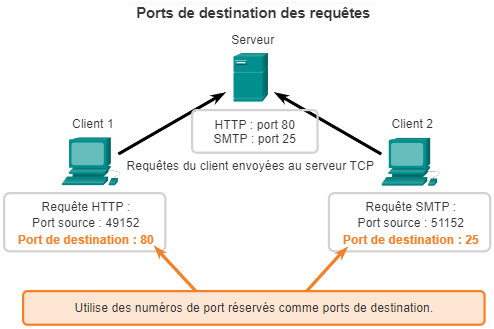 Ports de destination des requêtes
Serveur
HTTP : port 80
SMTP : port 25
Client 1
Client 2
Requêtes du client envoyées au serveur TCP
Requête HTTP :
Port source : 49152
Port de destination : 80
Requête SMTP :
Port source : 51152
Port de destination : 25
Utilise des numéros de port réservés comme ports de destination.